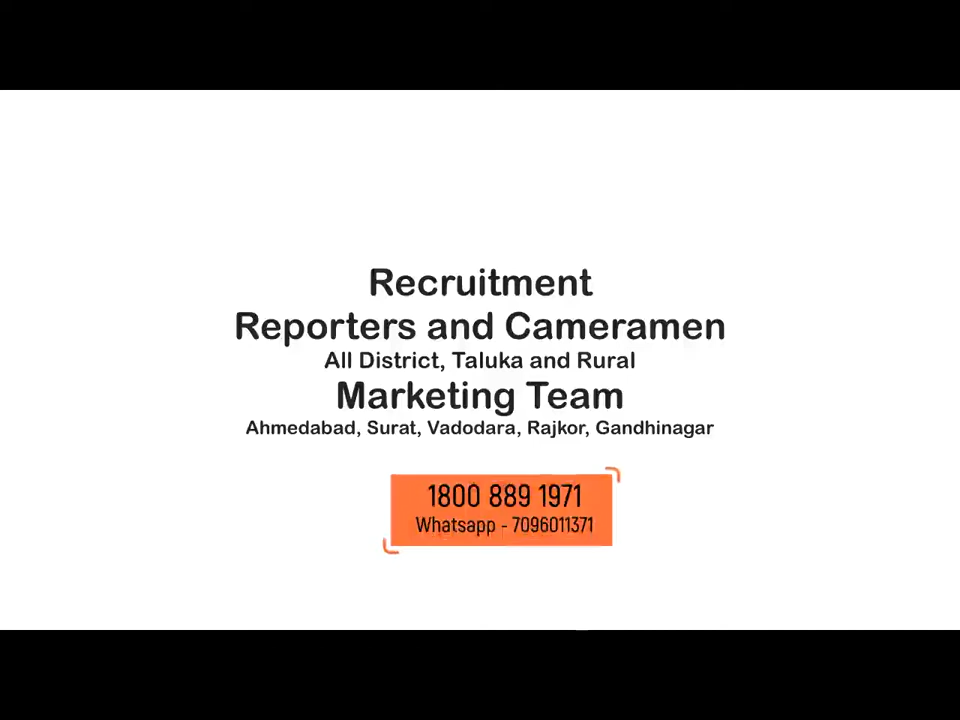 Recruitment
Reporters and Cameramen
All District, Taluka and Rural
Marketing Team
Ahmedabad, Surat, Vadodara, Rajkor, Gandhinagar
1800 889 1971
Whatsapp - 7096011371